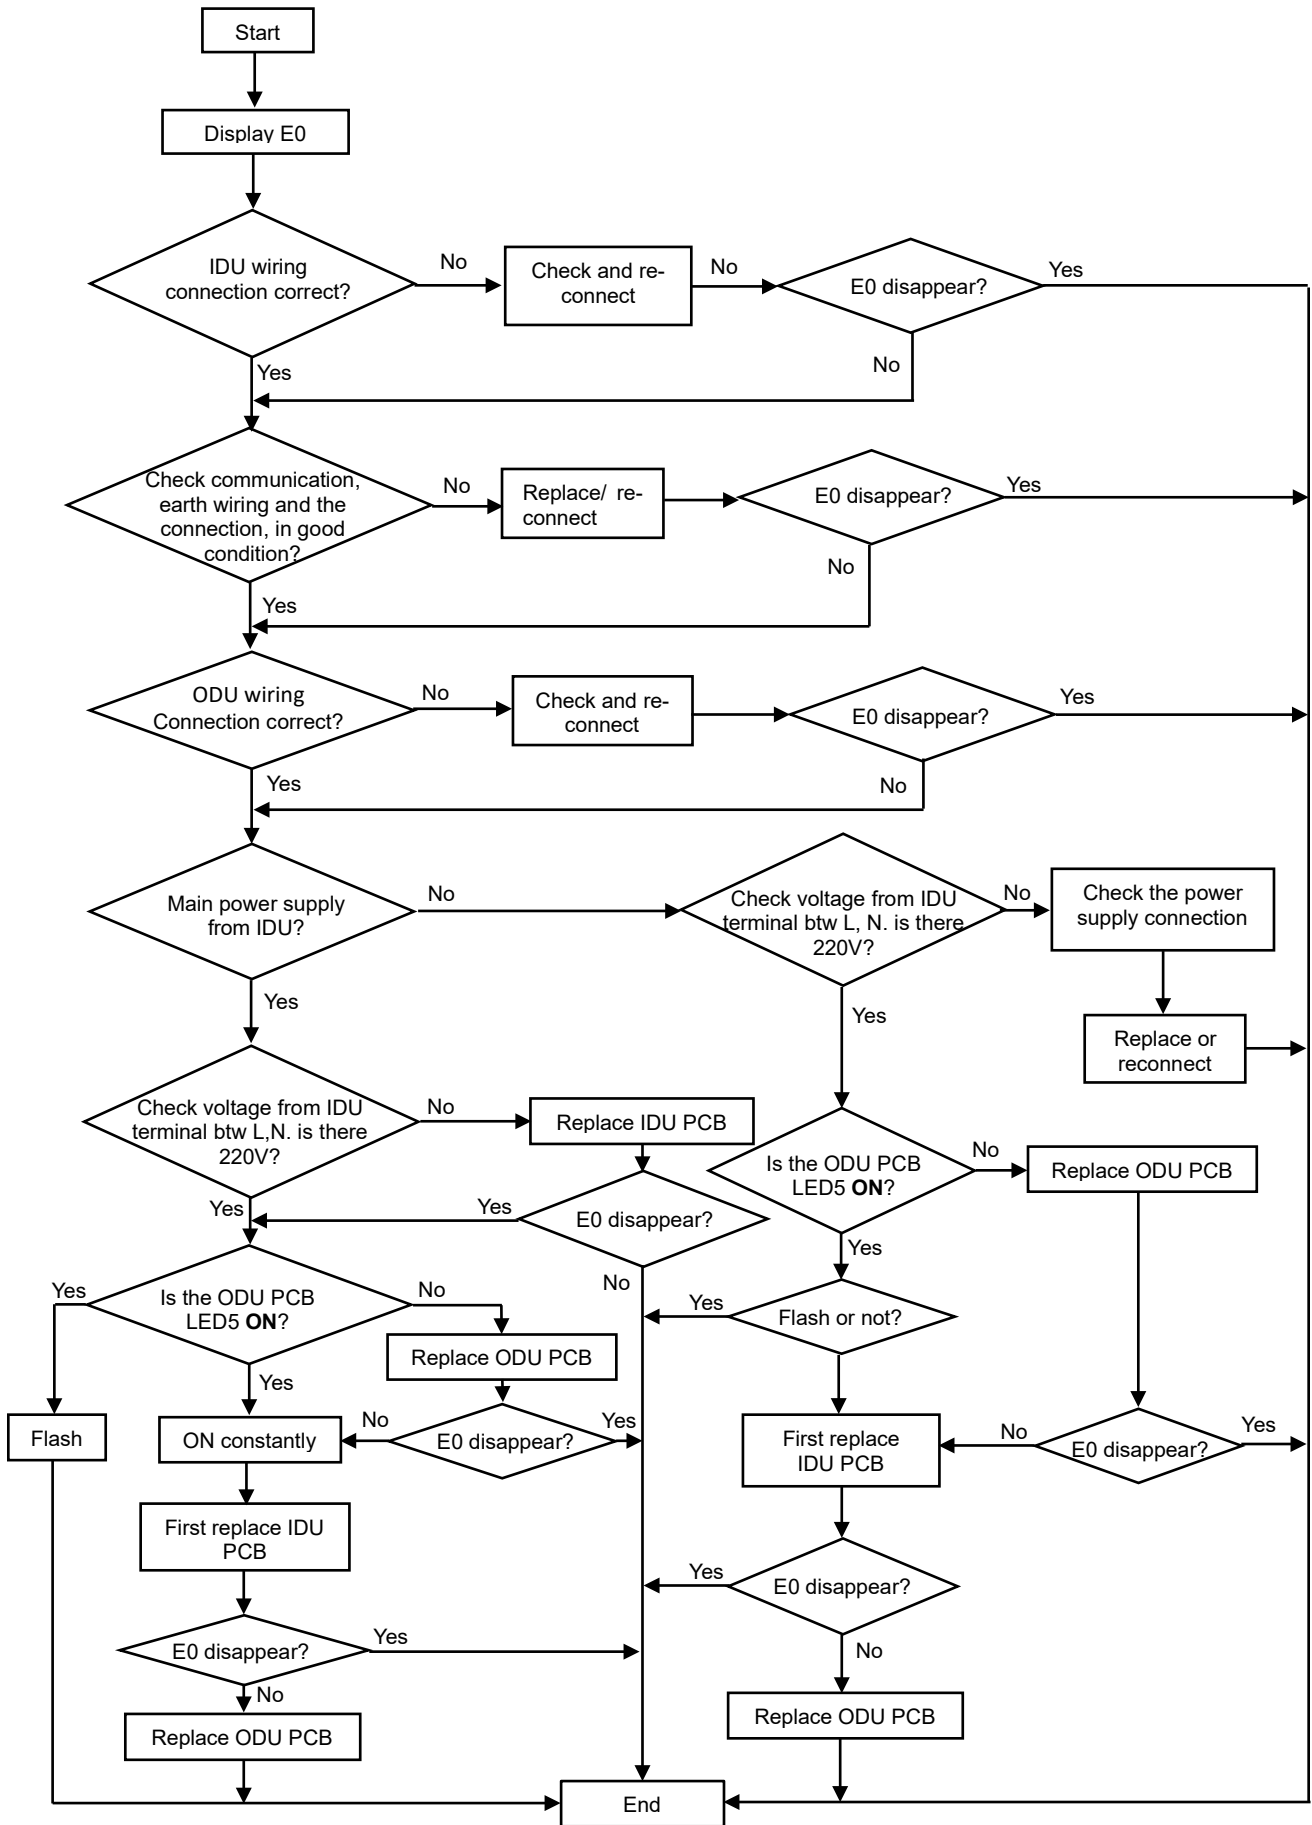 Start
Display E0
IDU wiring
connection correct?
No
Check and re-
connect
No
E0 disappear?
Yes
No
Yes
Check communication,
earth wiring and the
connection, in good
condition?
No
Replace/ re-
connect
E0 disappear?
Yes
No
Yes
ODU wiring
Connection correct?
No
Check and re-
connect
E0 disappear?
Yes
No
Yes
Main power supply
from IDU?
No
Check voltage from IDU
terminal btw L, N. is there
220V?
No
Check the power
supply connection
Yes
Yes
Replace or
reconnect
Check voltage from IDU
terminal btw L,N. is there
220V?
No
Replace IDU PCB
Is the ODU PCB
LED5 ON?
No
Replace ODU PCB
Yes
Yes
E0 disappear?
Yes
No
Yes
Is the ODU PCB
LED5 ON?
No
Yes
Flash or not?
Replace ODU PCB
Yes
Flash
ON constantly
No
E0 disappear?
Yes
First replace
IDU PCB
No
E0 disappear?
Yes
First replace IDU
PCB
Yes
E0 disappear?
E0 disappear?
Yes
No
No
Replace ODU PCB
Replace ODU PCB
End